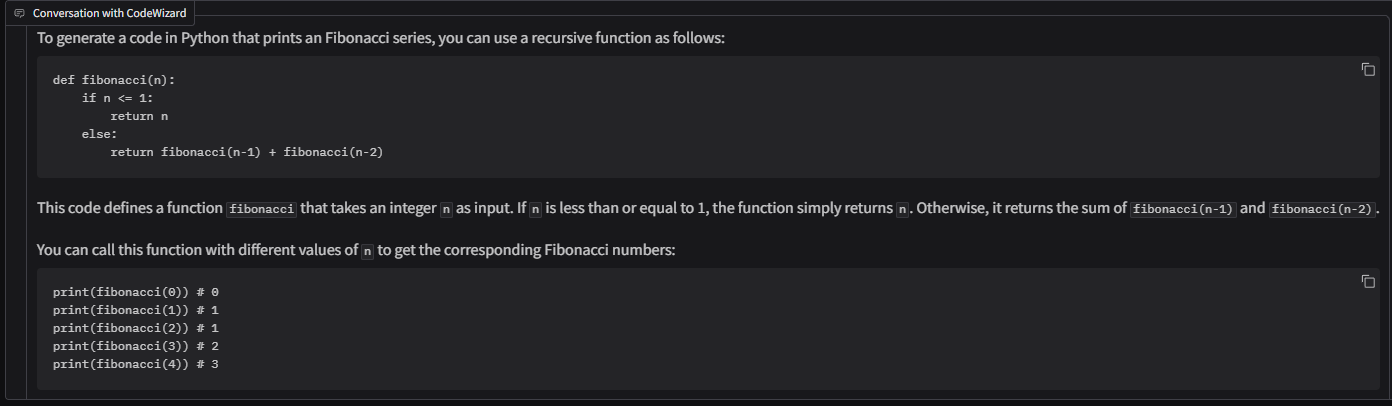 Conversation with CodeWizard
To generate a code in Python that prints an Fibonacci series, you can use a recursive function as follows:
def fibonacci(n):
    if n <= 1:
        return n
    else:
        return fibonacci(n-1) + fibonacci(n-2)
This code defines a function fibonacci that takes an integer n as input. If n is less than or equal to 1, the function simply returns n. Otherwise, it returns the sum of fibonacci(n-1) and fibonacci(n-2).
You can call this function with different values of n to get the corresponding Fibonacci numbers:
print(fibonacci(0)) # 0
print(fibonacci(1)) # 1
print(fibonacci(2)) # 1
print(fibonacci(3)) # 2
print(fibonacci(4)) # 3